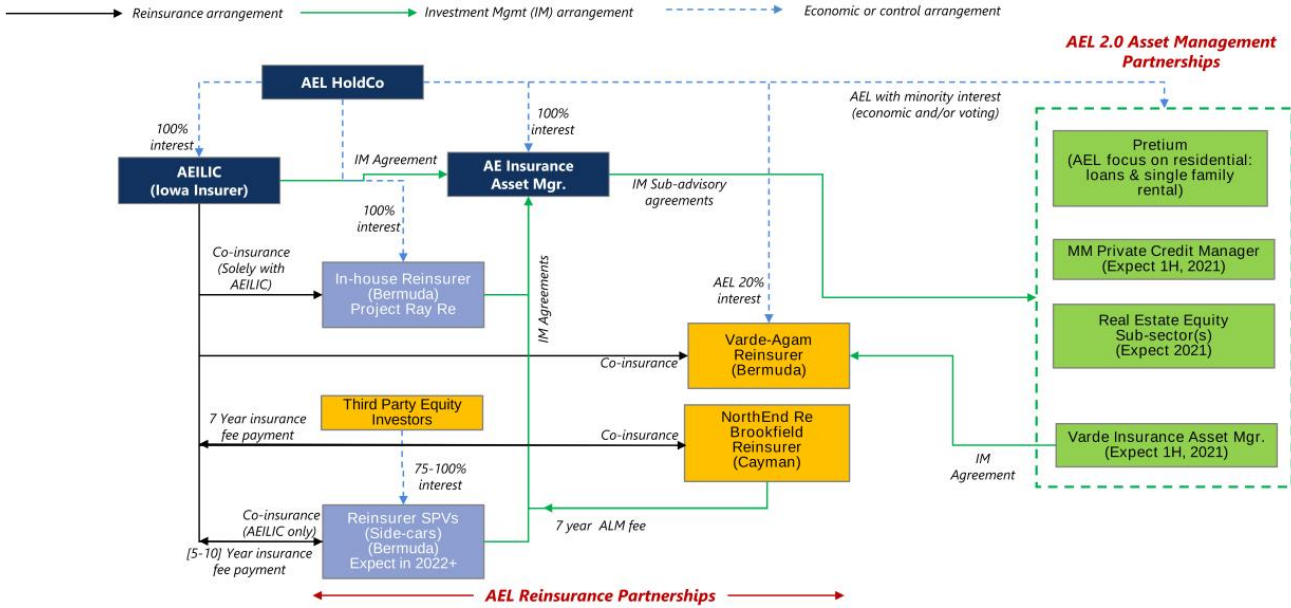 Reinsurance arrangement
Investment Mgmt (IM) arrangement
Economic or control arrangement
AEL 2.0 Asset Management
Partnerships
AEL HoldCo
AEL with minority interest
(economic and/or voting)
100%
interest
100%
interest
AEILIC
(Iowa Insurer)
IM Agreement
AE Insurance
Asset Mgr.
IM Sub-advisory
agreements
Pretium
(AEL focus on residential:
loans & single family
rental)
100%
interest
Co-insurance
(Solely with
AEILIC)
In-house Reinsurer
(Bermuda)
Project Ray Re
IM Agreements
AEL 20%
interest
MM Private Credit Manager
(Expect 1H, 2021)
Real Estate Equity
Sub-sector(s)
(Expect 2021)
Co-insurance
Varde-Agam
Reinsurer
(Bermuda)
Third Party Equity
Investors
7 Year insurance
fee payment
Co-insurance
NorthEnd Re
Brookfield
Reinsurer
(Cayman)
Varde Insurance Asset Mgr.
(Expect 1H, 2021)
IM
Agreement
75-100%
interest
Co-insurance
(AEILIC only)
[5-10] Year insurance
fee payment
Reinsurer SPVs
(Side-cars)
(Bermuda)
Expect in 2022+
7 year ALM fee
AEL Reinsurance Partnerships